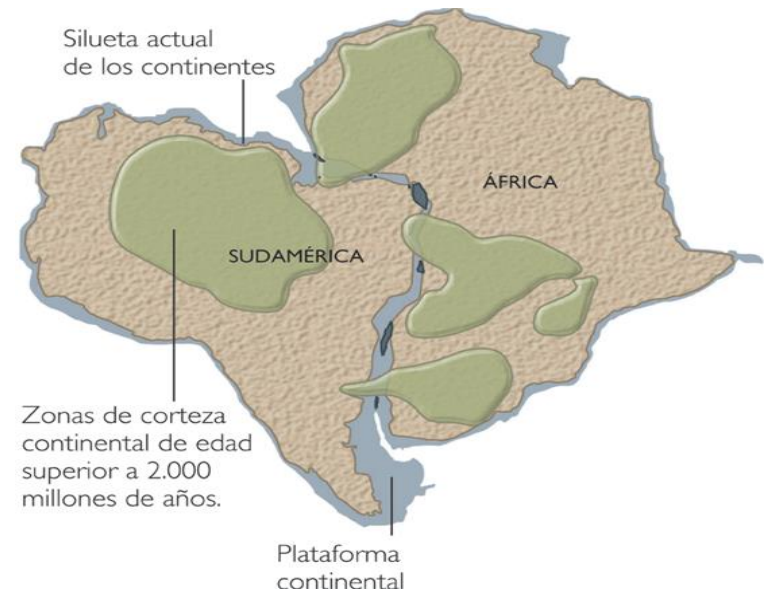 Silueta actual
de los continentes
ÁFRICA
SUDAMÉRICA
Zonas de corteza
continental de edad
superior a 2.000
millones de años.
Plataforma
continental